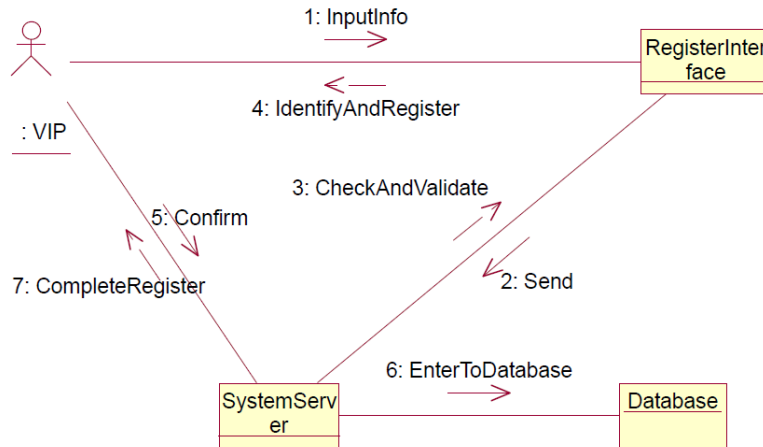 1: InputInfo
RegisterInter
face
4: IdentifyAndRegister
: VIP
3: CheckAndValidate
5: Confirm
2: Send
7: CompleteRegister
6: EnterToDatabase
SystemServ
er
Database